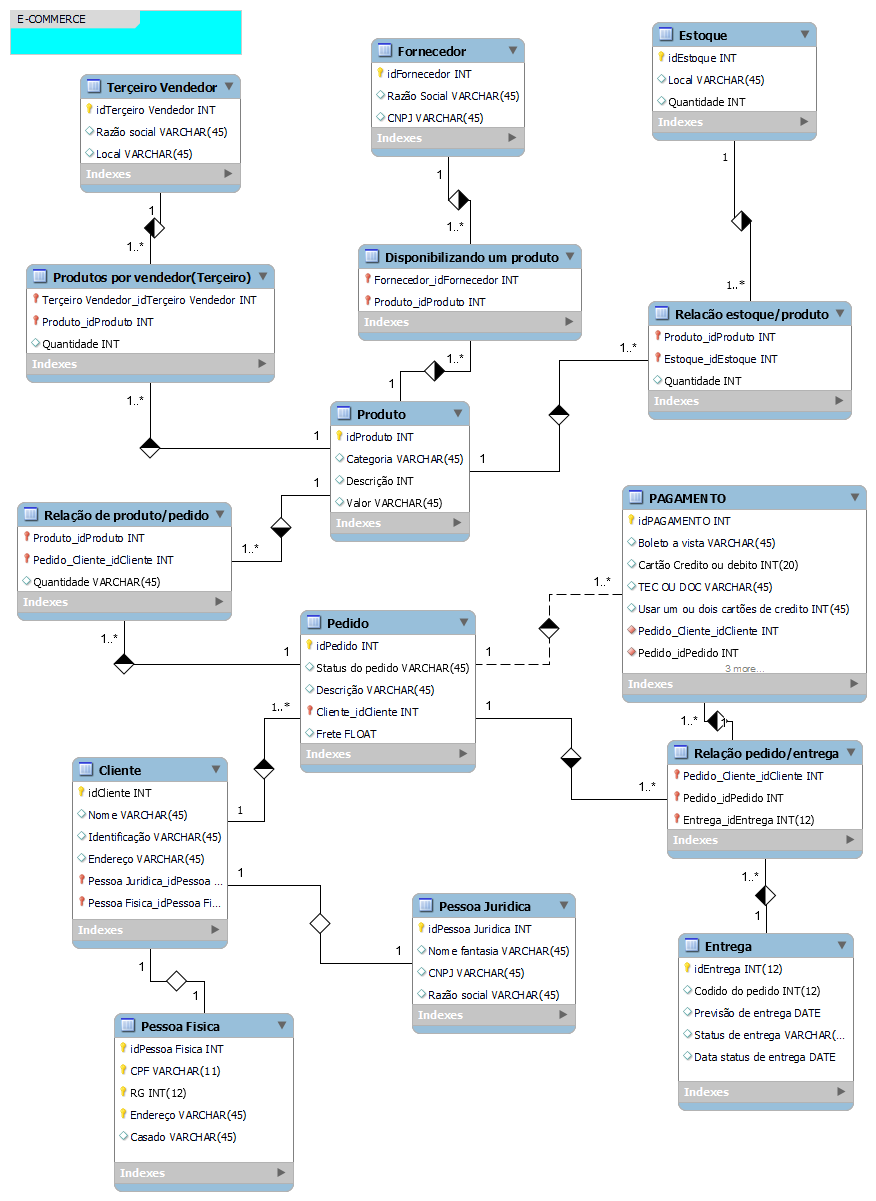 E-COMMERCE
Terçeiro Vendedor
idTerçeiro Vendedor INT
Razão social VARCHAR(45)
Local VARCHAR(45)
Indexes
Fornecedor
idFornecedor INT
Razão Social VARCHAR(45)
CNPJ VARCHAR(45)
Indexes
Estoque
idEstoque INT
Local VARCHAR(45)
Quantidade INT
Indexes
1
1..*
1
1..*
1
1..*
Produtos por vendedor(Terçeiro)
Terçeiro Vendedor_idTerçeiro Vendedor INT
Produto_idProduto INT
Quantidade INT
Indexes
Disponibilizando um produto
Fornecedor_idFornecedor INT
Produto_idProduto INT
Indexes
Relacão estoque/produto
Produto_idProduto INT
Estoque_idEstoque INT
Quantidade INT
Indexes
1..*
1
1..*
1
1..*
1
Produto
idProduto INT
Categoria VARCHAR(45)
Descrição INT
Valor VARCHAR(45)
Indexes
1
1..*
Relação de produto/pedido
Produto_idProduto INT
Pedido_Cliente_idCliente INT
Quantidade VARCHAR(45)
Indexes
1..*
1
PAGAMENTO
idPAGAMENTO INT
Boleto a vista VARCHAR(45)
Cartão Credito ou debito INT(20)
TEC OU DOC VARCHAR(45)
Usar um ou dois cartões de credito INT(45)
Pedido_Cliente_idCliente INT
Pedido_idPedido INT
3 more...
Indexes
1..*
1
Pedido
idPedido INT
Status do pedido VARCHAR(45)
Descrição VARCHAR(45)
Cliente_idCliente INT
Frete FLOAT
Indexes
1..*
1
1
1..*
1..*
1
Relação pedido/entrega
Pedido_Cliente_idCliente INT
Pedido_idPedido INT
Entrega_idEntrega INT(12)
Indexes
1..*
1
Cliente
idCliente INT
Nome VARCHAR(45)
Identificação VARCHAR(45)
Endereço VARCHAR(45)
Pessoa Juridica_idPessoa ...
Pessoa Fisica_idPessoa Fi...
Indexes
1
1
1
1
Pessoa Juridica
idPessoa Juridica INT
Nome fantasia VARCHAR(45)
CNPJ VARCHAR(45)
Razão social VARCHAR(45)
Indexes
Entrega
idEntrega INT(12)
Codido do pedido INT(12)
Previsão de entrega DATE
Status de entrega VARCHAR(...
Data status de entrega DATE
Indexes
Pessoa Fisica
idPessoa Fisica INT
CPF VARCHAR(11)
RG INT(12)
Endereço VARCHAR(45)
Casado VARCHAR(45)
Indexes